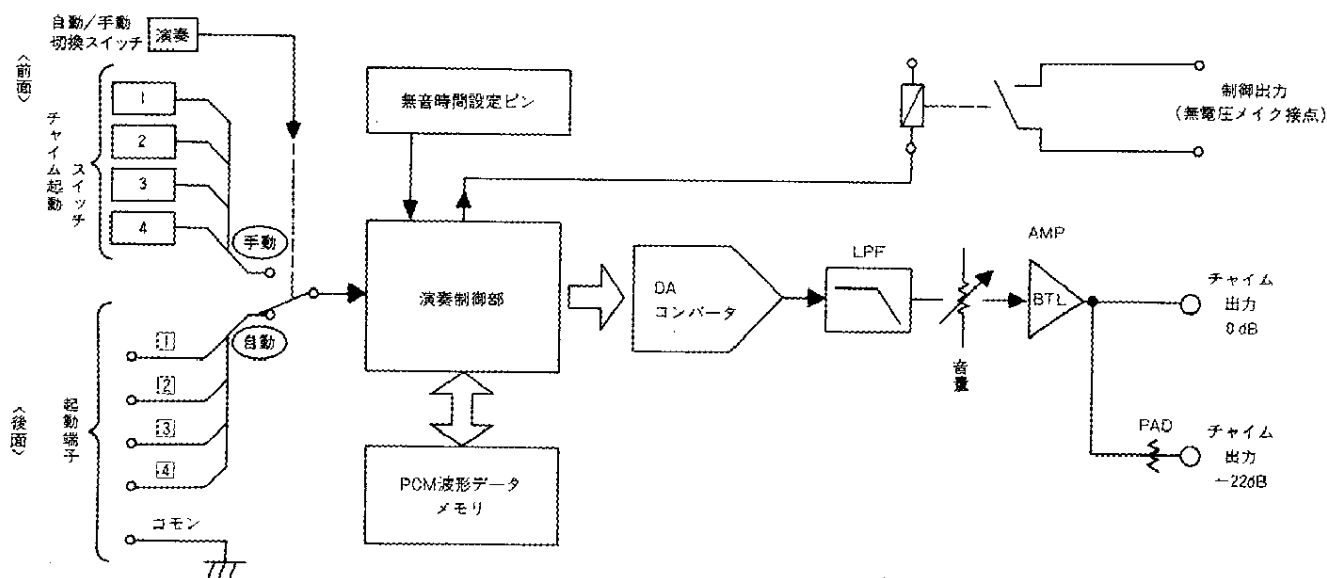 自動/手動
切換スイッチ
演奏
〈前面〉
チャイム起動
スイッチ
1
2
3
4
手動
自動
〈後面〉
起動端子
1
2
3
4
コモン
無音時間設定ピン
演奏制御部
PCM波形データ
メモリ
DA
コンバータ
LPF
音量
AMP
BTL
PAD
制御出力
(無電圧メイク接点)
チャイム
出力
0dB
チャイム
出力
−22dB